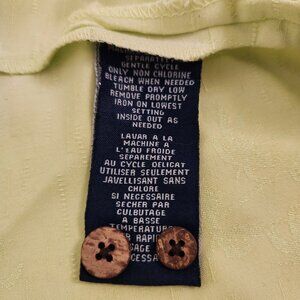 SEPARATELY
GENTLE CYCLE
ONLY NON CHLORINE
BLEACH WHEN NEEDED
TUMBLE DRY LOW
REMOVE PROMPTLY
IRON ON LOWEST
SETTING
INSIDE OUT AS
NEEDED
LAVAR A LA
MACHINE A
L'EAU FROIDE
SEPAREMENT
AU CYCLE DELICAT
UTILISER SEULEMENT
JAVELLISANT SANS
CHLORE
SI NECESSAIRE
SECHER PAR
CULBUTAGE
A BASSE
TEMPERATURE